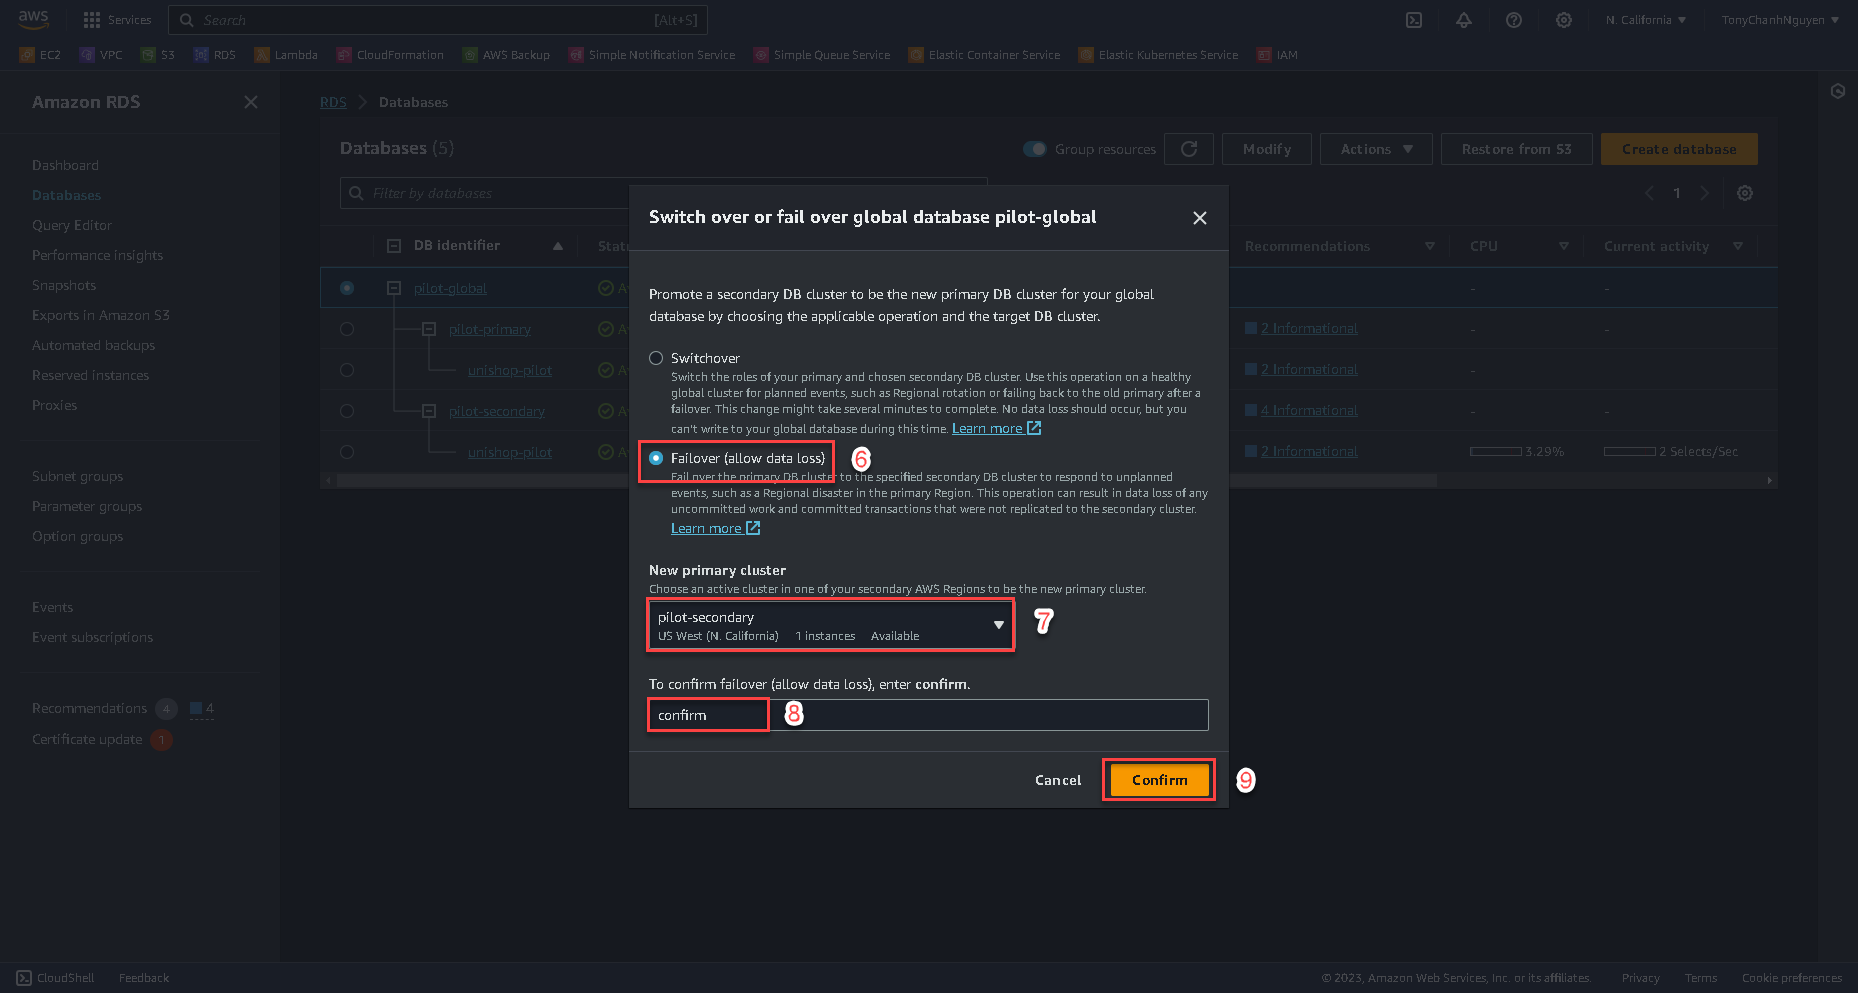 aws
Services
Search
[Alt+S]
N. California
TonyChanhNguyen
EC2
VPC
S3
RDS
Lambda
CloudFormation
AWS Backup
Simple Notification Service
Simple Queue Service
Elastic Container Service
Elastic Kubernetes Service
IAM
Amazon RDS
Dashboard
Databases
Query Editor
Performance insights
Snapshots
Exports in Amazon S3
Automated backups
Reserved instances
Proxies
Subnet groups
Parameter groups
Option groups
Events
Event subscriptions
Recommendations 4 4
Certificate update 1
RDS > Databases
Databases (5)
Group resources
Modify
Actions
Restore from S3
Create database
Filter by databases
1
DB identifier
Recommendations
CPU
Current activity
pilot-global
-
-
pilot-primary
2 Informational
-
-
unishop-pilot
2 Informational
-
pilot-secondary
4 Informational
-
-
unishop-pilot
2 Informational
3.29%
2 Selects/Sec
Switch over or fail over global database pilot-global
Promote a secondary DB cluster to be the new primary DB cluster for your global
database by choosing the applicable operation and the target DB cluster.
Switchover
Switch the roles of your primary and chosen secondary DB cluster. Use this operation on a healthy
global cluster for planned events, such as Regional rotation or failing back to the old primary after a
failover. This change might take several minutes to complete. No data loss should occur, but you
can't write to your global database during this time. Learn more
Failover (allow data loss)
6
Fail over the primary DB cluster to the specified secondary DB cluster to respond to unplanned
events, such as a Regional disaster in the primary Region. This operation can result in data loss of any
uncommitted work and committed transactions that were not replicated to the secondary cluster.
Learn more
New primary cluster
Choose an active cluster in one of your secondary AWS Regions to be the new primary cluster.
pilot-secondary
US West (N. California) 1 instances Available
7
To confirm failover (allow data loss), enter confirm.
confirm
8
Cancel
Confirm
9
CloudShell
Feedback
© 2023, Amazon Web Services, Inc. or its affiliates.
Privacy
Terms
Cookie preferences